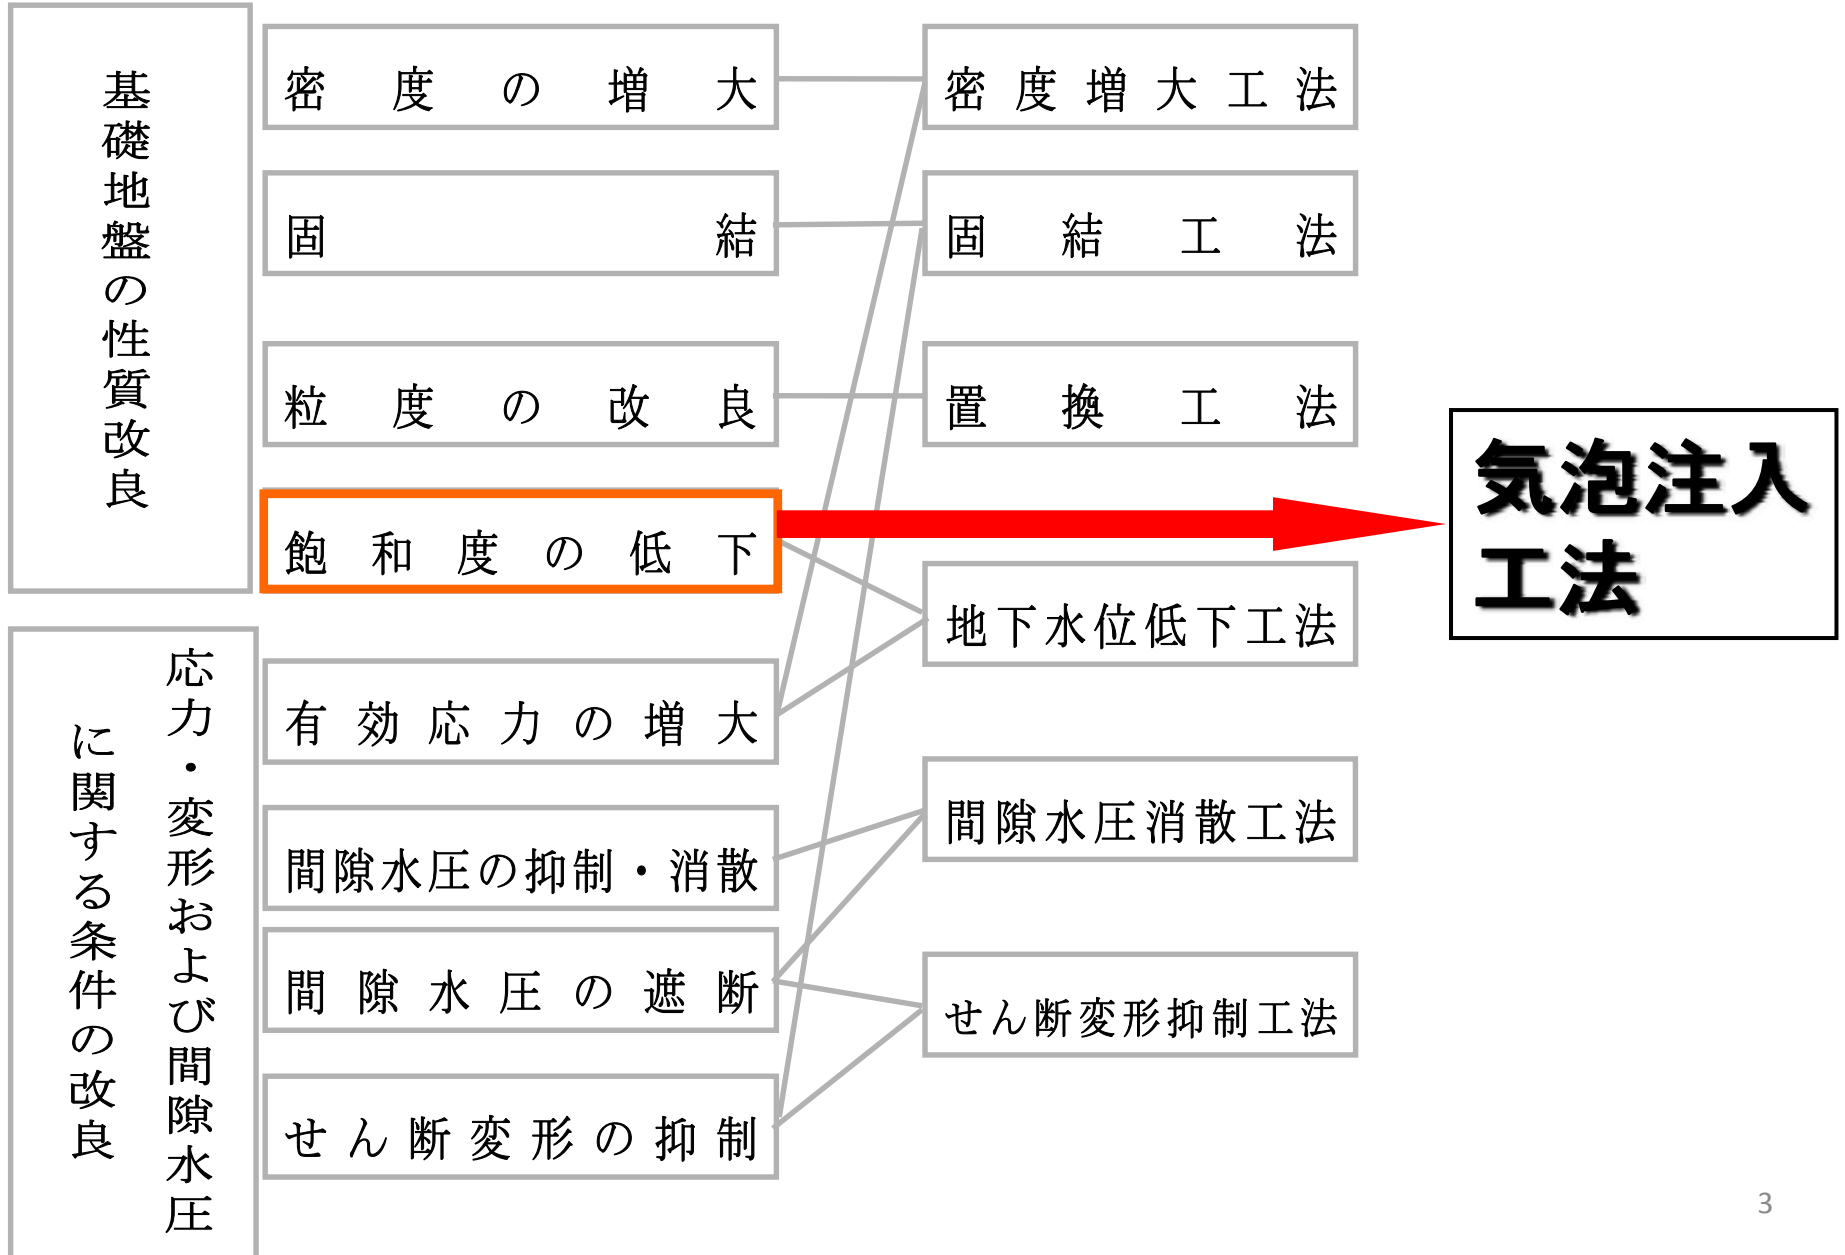 基礎地盤の性質改良
密度の増大
固結
粒度の改良
飽和度の低下
応力・変形および間隙水圧
に関する条件の改良
有効応力の増大
間隙水圧の抑制・消散
間隙水圧の遮断
せん断変形の抑制
密度増大工法
固結工法
置換工法
地下水位低下工法
間隙水圧消散工法
せん断変形抑制工法
気泡注入
工法
3